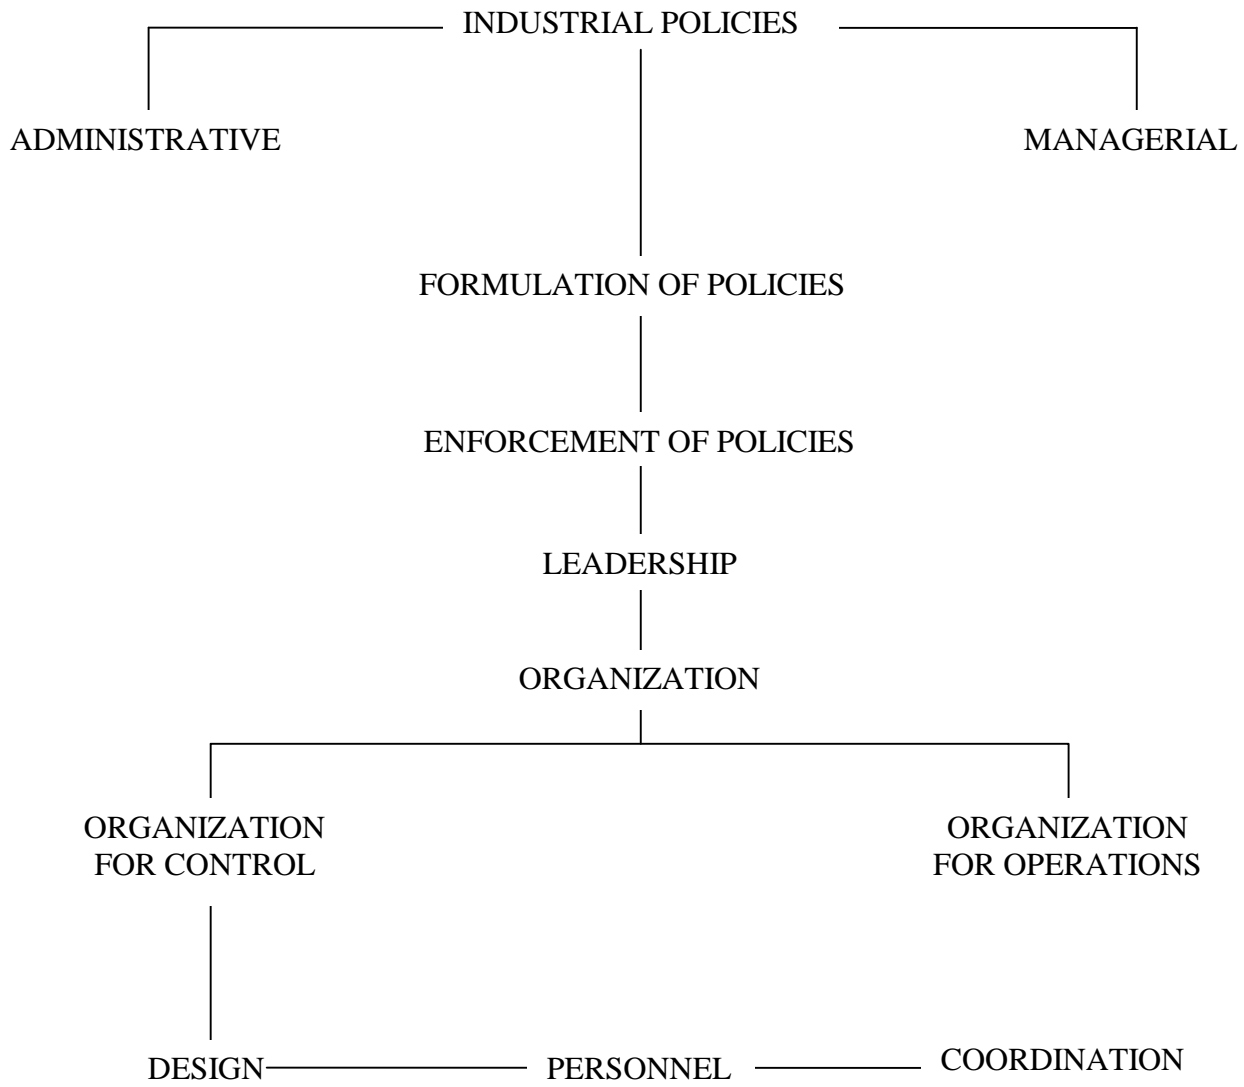 INDUSTRIAL POLICIES
ADMINISTRATIVE
MANAGERIAL
FORMULATION OF POLICIES
ENFORCEMENT OF POLICIES
LEADERSHIP
ORGANIZATION
ORGANIZATION
FOR CONTROL
ORGANIZATION
FOR OPERATIONS
DESIGN
PERSONNEL
COORDINATION